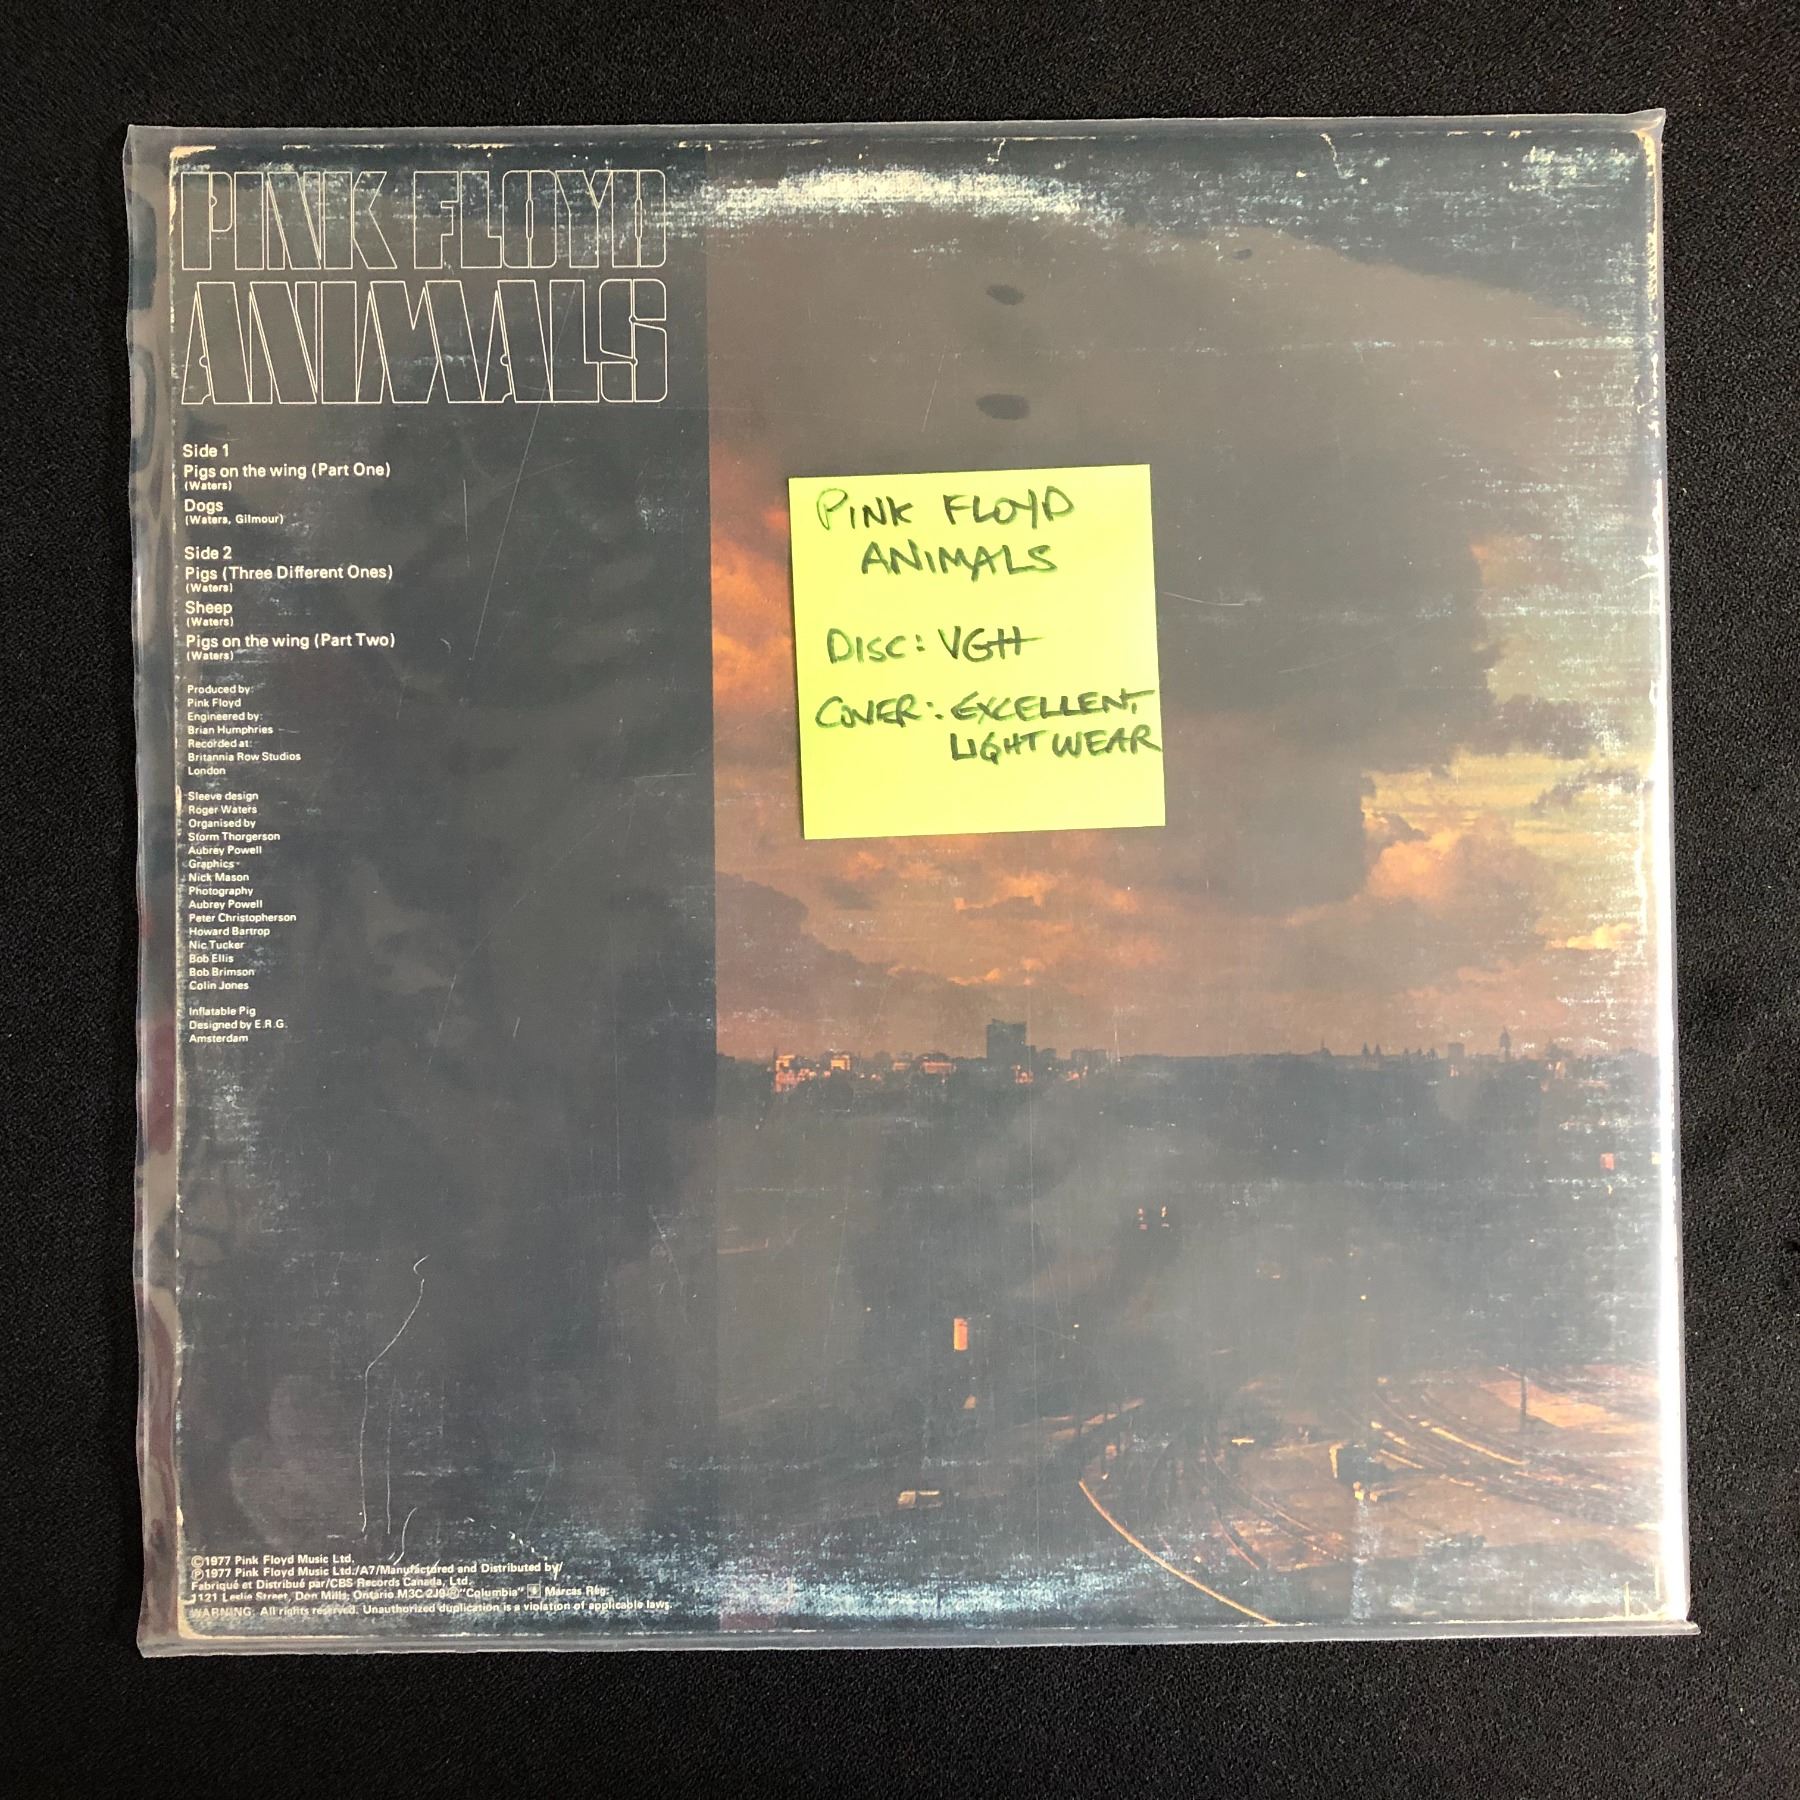 PINK FLOYD
ANIMALS
Side 1
Pigs on the wing (Part One)
(Waters)
Dogs
(Waters, Gilmour)
Side 2
Pigs (Three Different Ones)
(Waters)
Sheep
(Waters)
Pigs on the wing (Part Two)
(Waters)
Produced by:
Pink Floyd
Engineered by:
Brian Humphries
Recorded at:
Britannia Row Studios
London
Sleeve design
Roger Waters
Organised by
Storm Thorgerson
Aubrey Powell
Graphics
Nick Mason
Photography
Aubrey Powell
Peter Christopherson
Howard Bartrop
Nic Tucker
Bob Ellis
Bob Brimson
Colin Jones
Inflatable Pig
Designed by E.R.G.
Amsterdam
©1977 Pink Floyd Music Ltd.
℗1977 Pink Floyd Music Ltd./A7/Manufactured and Distributed by/
Fabriqué et Distribué par/CBS Records Canada, Ltd.
1121 Leslie Street, Don Mills, Ontario M3C 2J9 ®"Columbia" Marcas Reg.
WARNING: All rights reserved. Unauthorized duplication is a violation of applicable laws.
PINK FLOYD
ANIMALS
DISC: VG++
COVER: EXCELLENT,
LIGHT WEAR